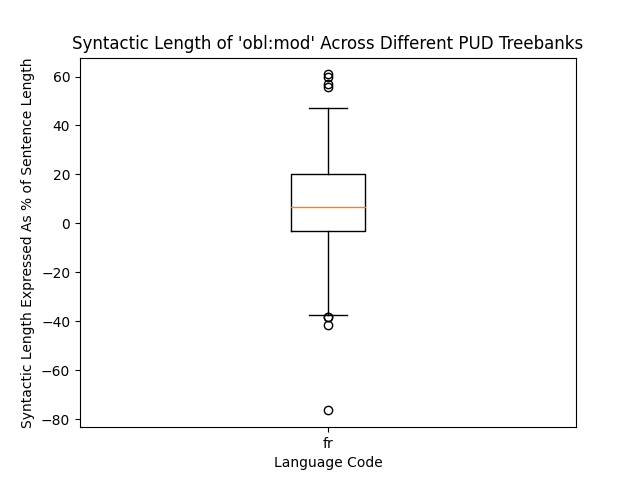 Syntactic Length of 'obl:mod' Across Different PUD Treebanks
Syntactic Length Expressed As % of Sentence Length
60
40
20
0
−20
−40
−60
−80
fr
Language Code